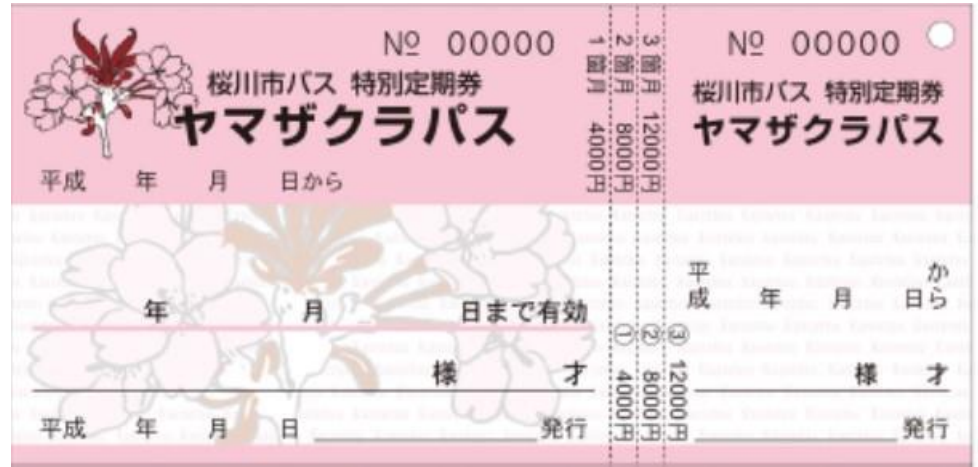 № 00000
桜川市バス 特別定期券
ヤマザクラパス
平成 年 月 日から
年 月 日まで有効
様 才
平成 年 月 日 発行
1箇月 4000円
2箇月 8000円
3箇月 12000円
① 4000円
② 8000円
③ 12000円
№ 00000
桜川市バス 特別定期券
ヤマザクラパス
平成 年 月 日から
様 才
発行